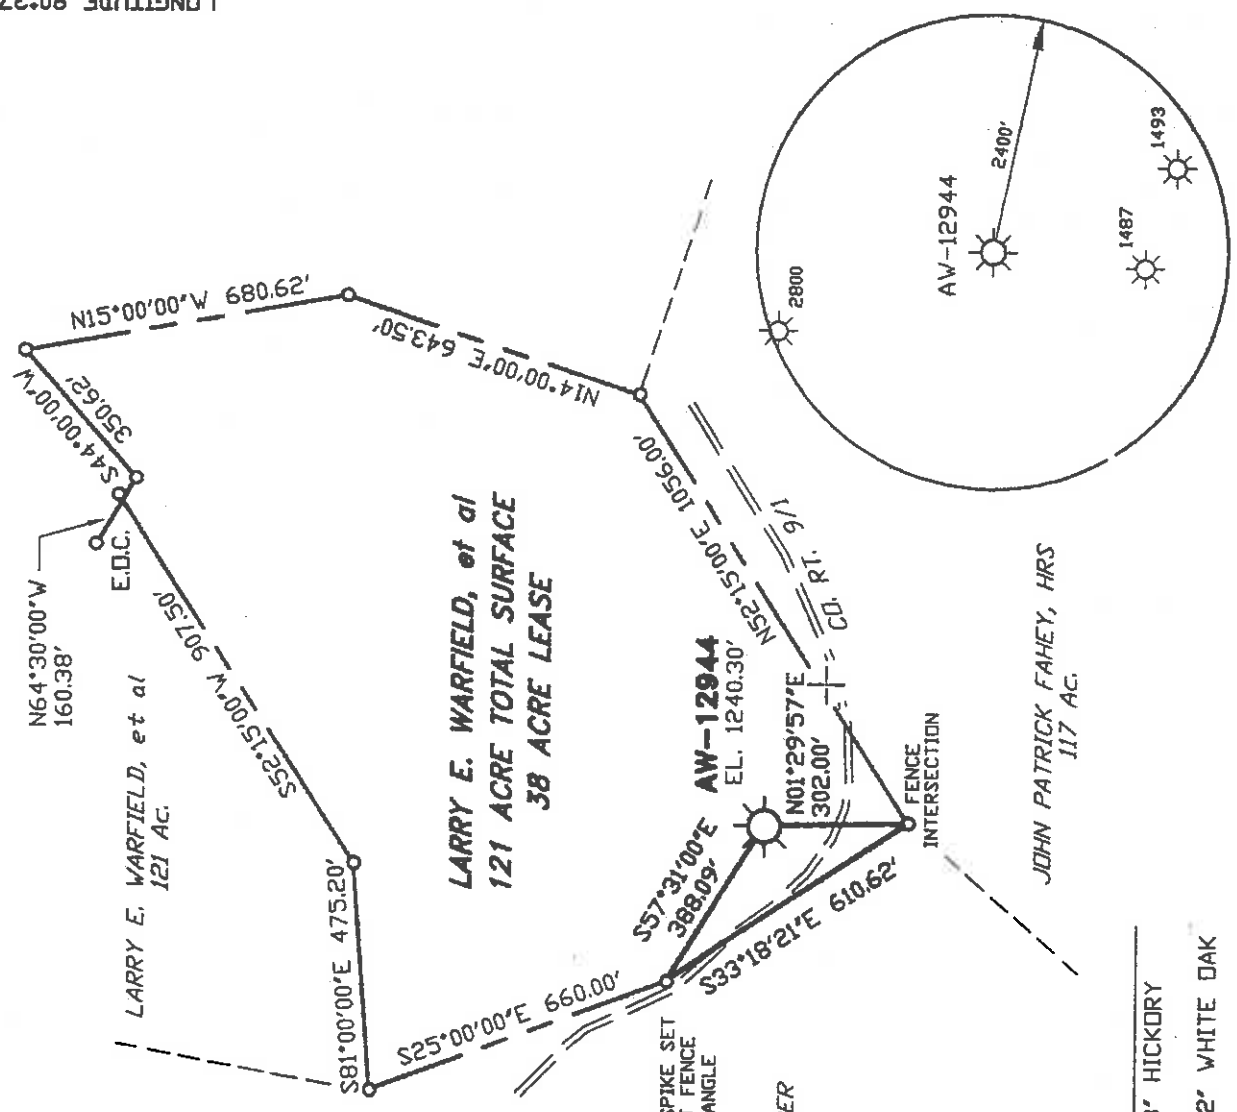 N64°30'00"W
160.38'
E.O.C.
S44°00'00"W
350.62'
N15°00'00"W 680.62'
N14°00'00"E 643.50'
LARRY E. WARFIELD, et al
121 Ac.
S52°15'00"W 907.50'
S81°00'00"E 475.20'
LARRY E. WARFIELD, et al
121 ACRE TOTAL SURFACE
38 ACRE LEASE
N52°15'00"E 1056.00'
CO. RT. 9/1
S25°00'00"E 660.00'
S57°31'00"E
388.09'
AW-12944
EL. 1240.30'
N01°29'57"E
302.00'
S33°18'21"E 610.62'
FENCE
INTERSECTION
SPIKE SET
FENCE
ANGLE
JOHN PATRICK FAHEY, HRS
117 Ac.
HICKORY
WHITE OAK
2800
AW-12944
2400'
1487
1493